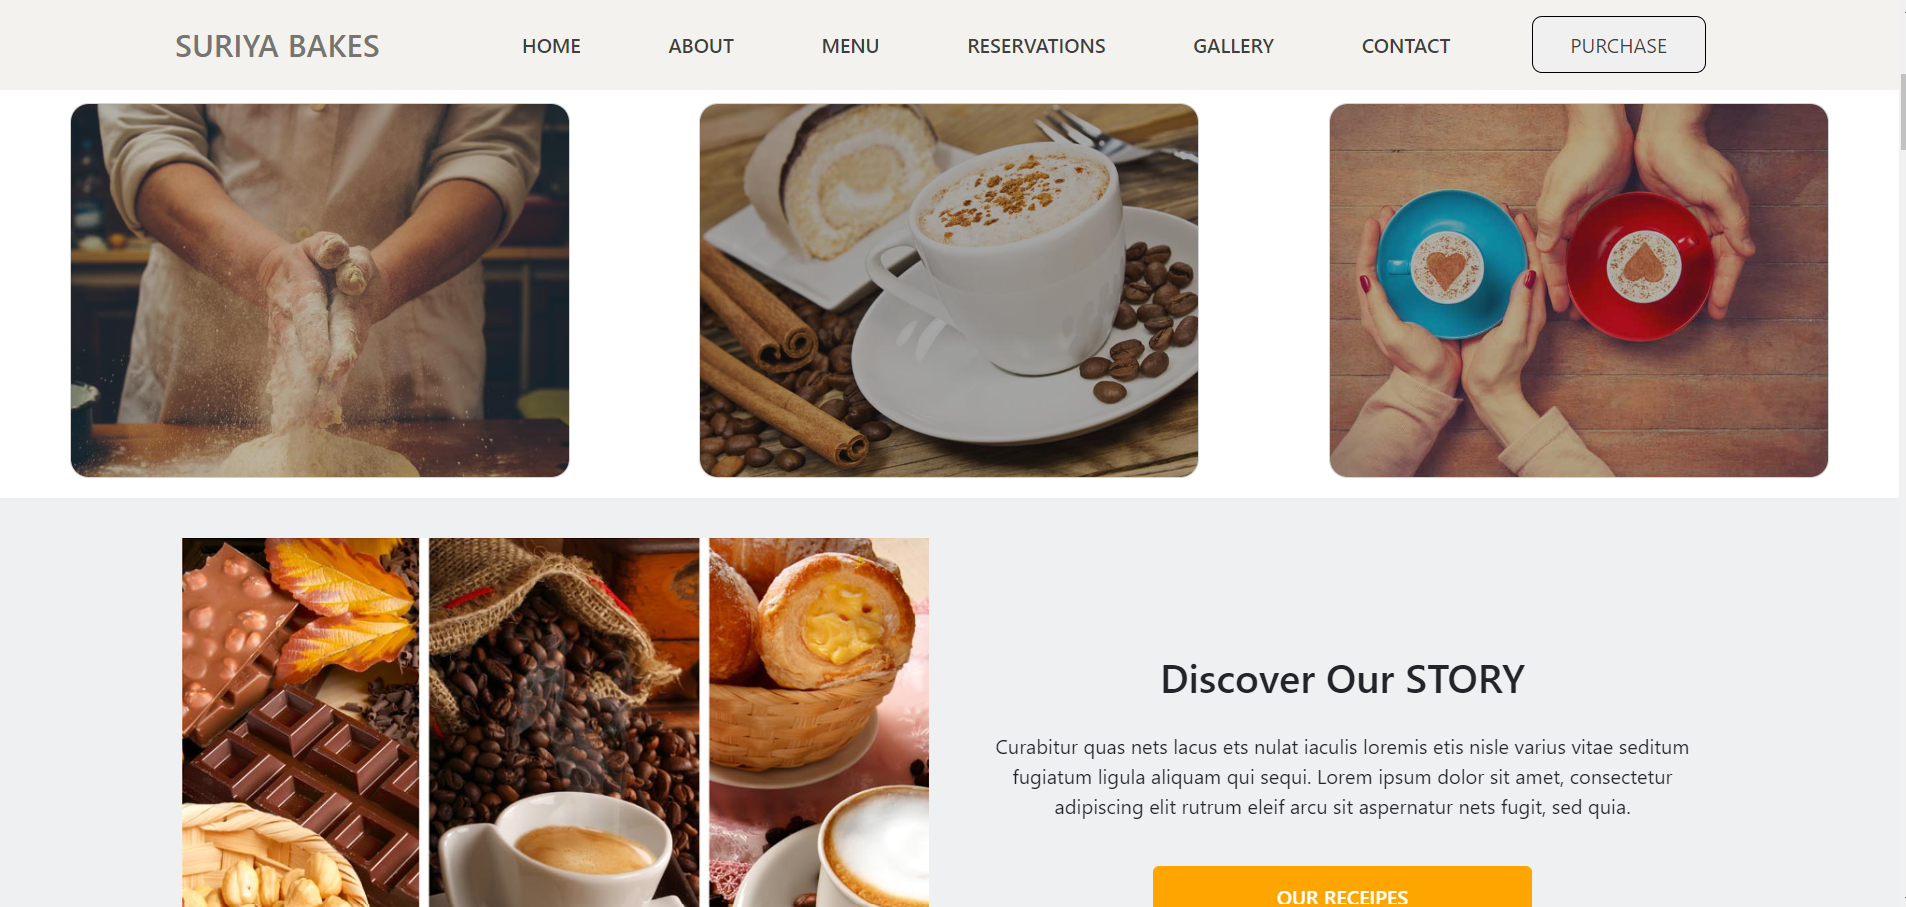 SURIYA BAKES
HOME
ABOUT
MENU
RESERVATIONS
GALLERY
CONTACT
PURCHASE
Discover Our STORY
Curabitur quas nets lacus ets nulat iaculis loremis etis nisle varius vitae seditum
fugiatum ligula aliquam qui sequi. Lorem ipsum dolor sit amet, consectetur
adipiscing elit rutrum eleif arcu sit aspernatur nets fugit, sed quia.
OUR RECEIPES